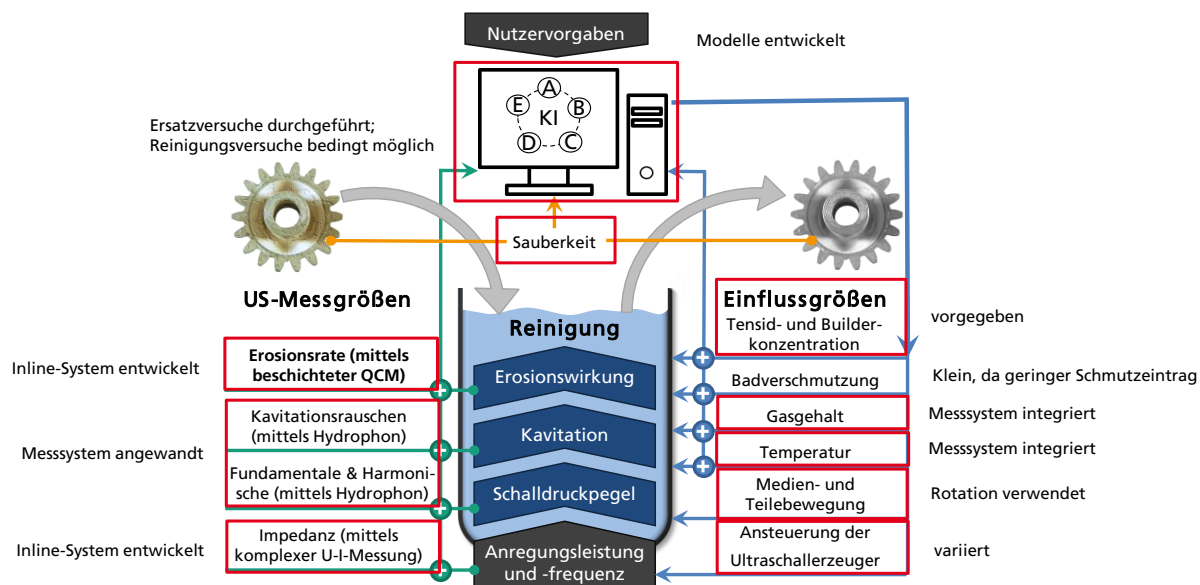 Nutzervorgaben
Modelle entwickelt
A
E
B
KI
D
C
Ersatzversuche durchgeführt;
Reinigungsversuche bedingt möglich
Sauberkeit
US-Messgrößen
Einflussgrößen
Reinigung
Tensid- und Builder-
konzentration
vorgegeben
Inline-System entwickelt
Erosionsrate (mittels
beschichteter QCM)
Erosionswirkung
Badverschmutzung
Klein, da geringer Schmutzeintrag
Kavitationsrauschen
(mittels Hydrophon)
Kavitation
Gasgehalt
Messsystem integriert
Messsystem angewandt
Temperatur
Messsystem integriert
Fundamentale & Harmoni-
sche (mittels Hydrophon)
Schalldruckpegel
Medien- und
Teilebewegung
Rotation verwendet
Inline-System entwickelt
Impedanz (mittels
komplexer U-I-Messung)
Anregungsleistung
und -frequenz
Ansteuerung der
Ultraschallerzeuger
variiert